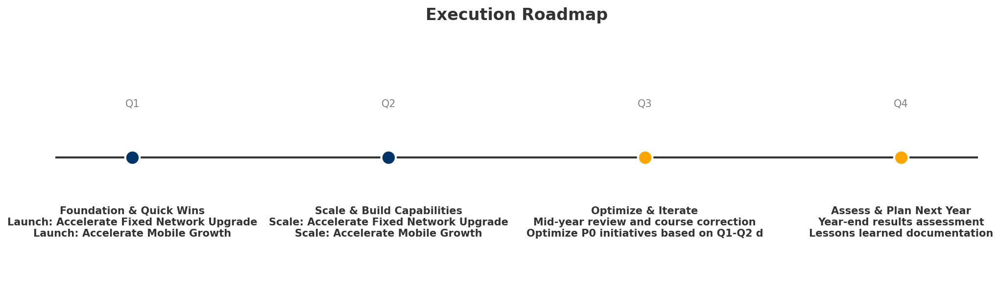 Execution Roadmap
Q1
Q2
Q3
Q4
Foundation & Quick Wins
Launch: Accelerate Fixed Network Upgrade
Launch: Accelerate Mobile Growth
Scale & Build Capabilities
Scale: Accelerate Fixed Network Upgrade
Scale: Accelerate Mobile Growth
Optimize & Iterate
Mid-year review and course correction
Optimize P0 initiatives based on Q1-Q2 d
Assess & Plan Next Year
Year-end results assessment
Lessons learned documentation